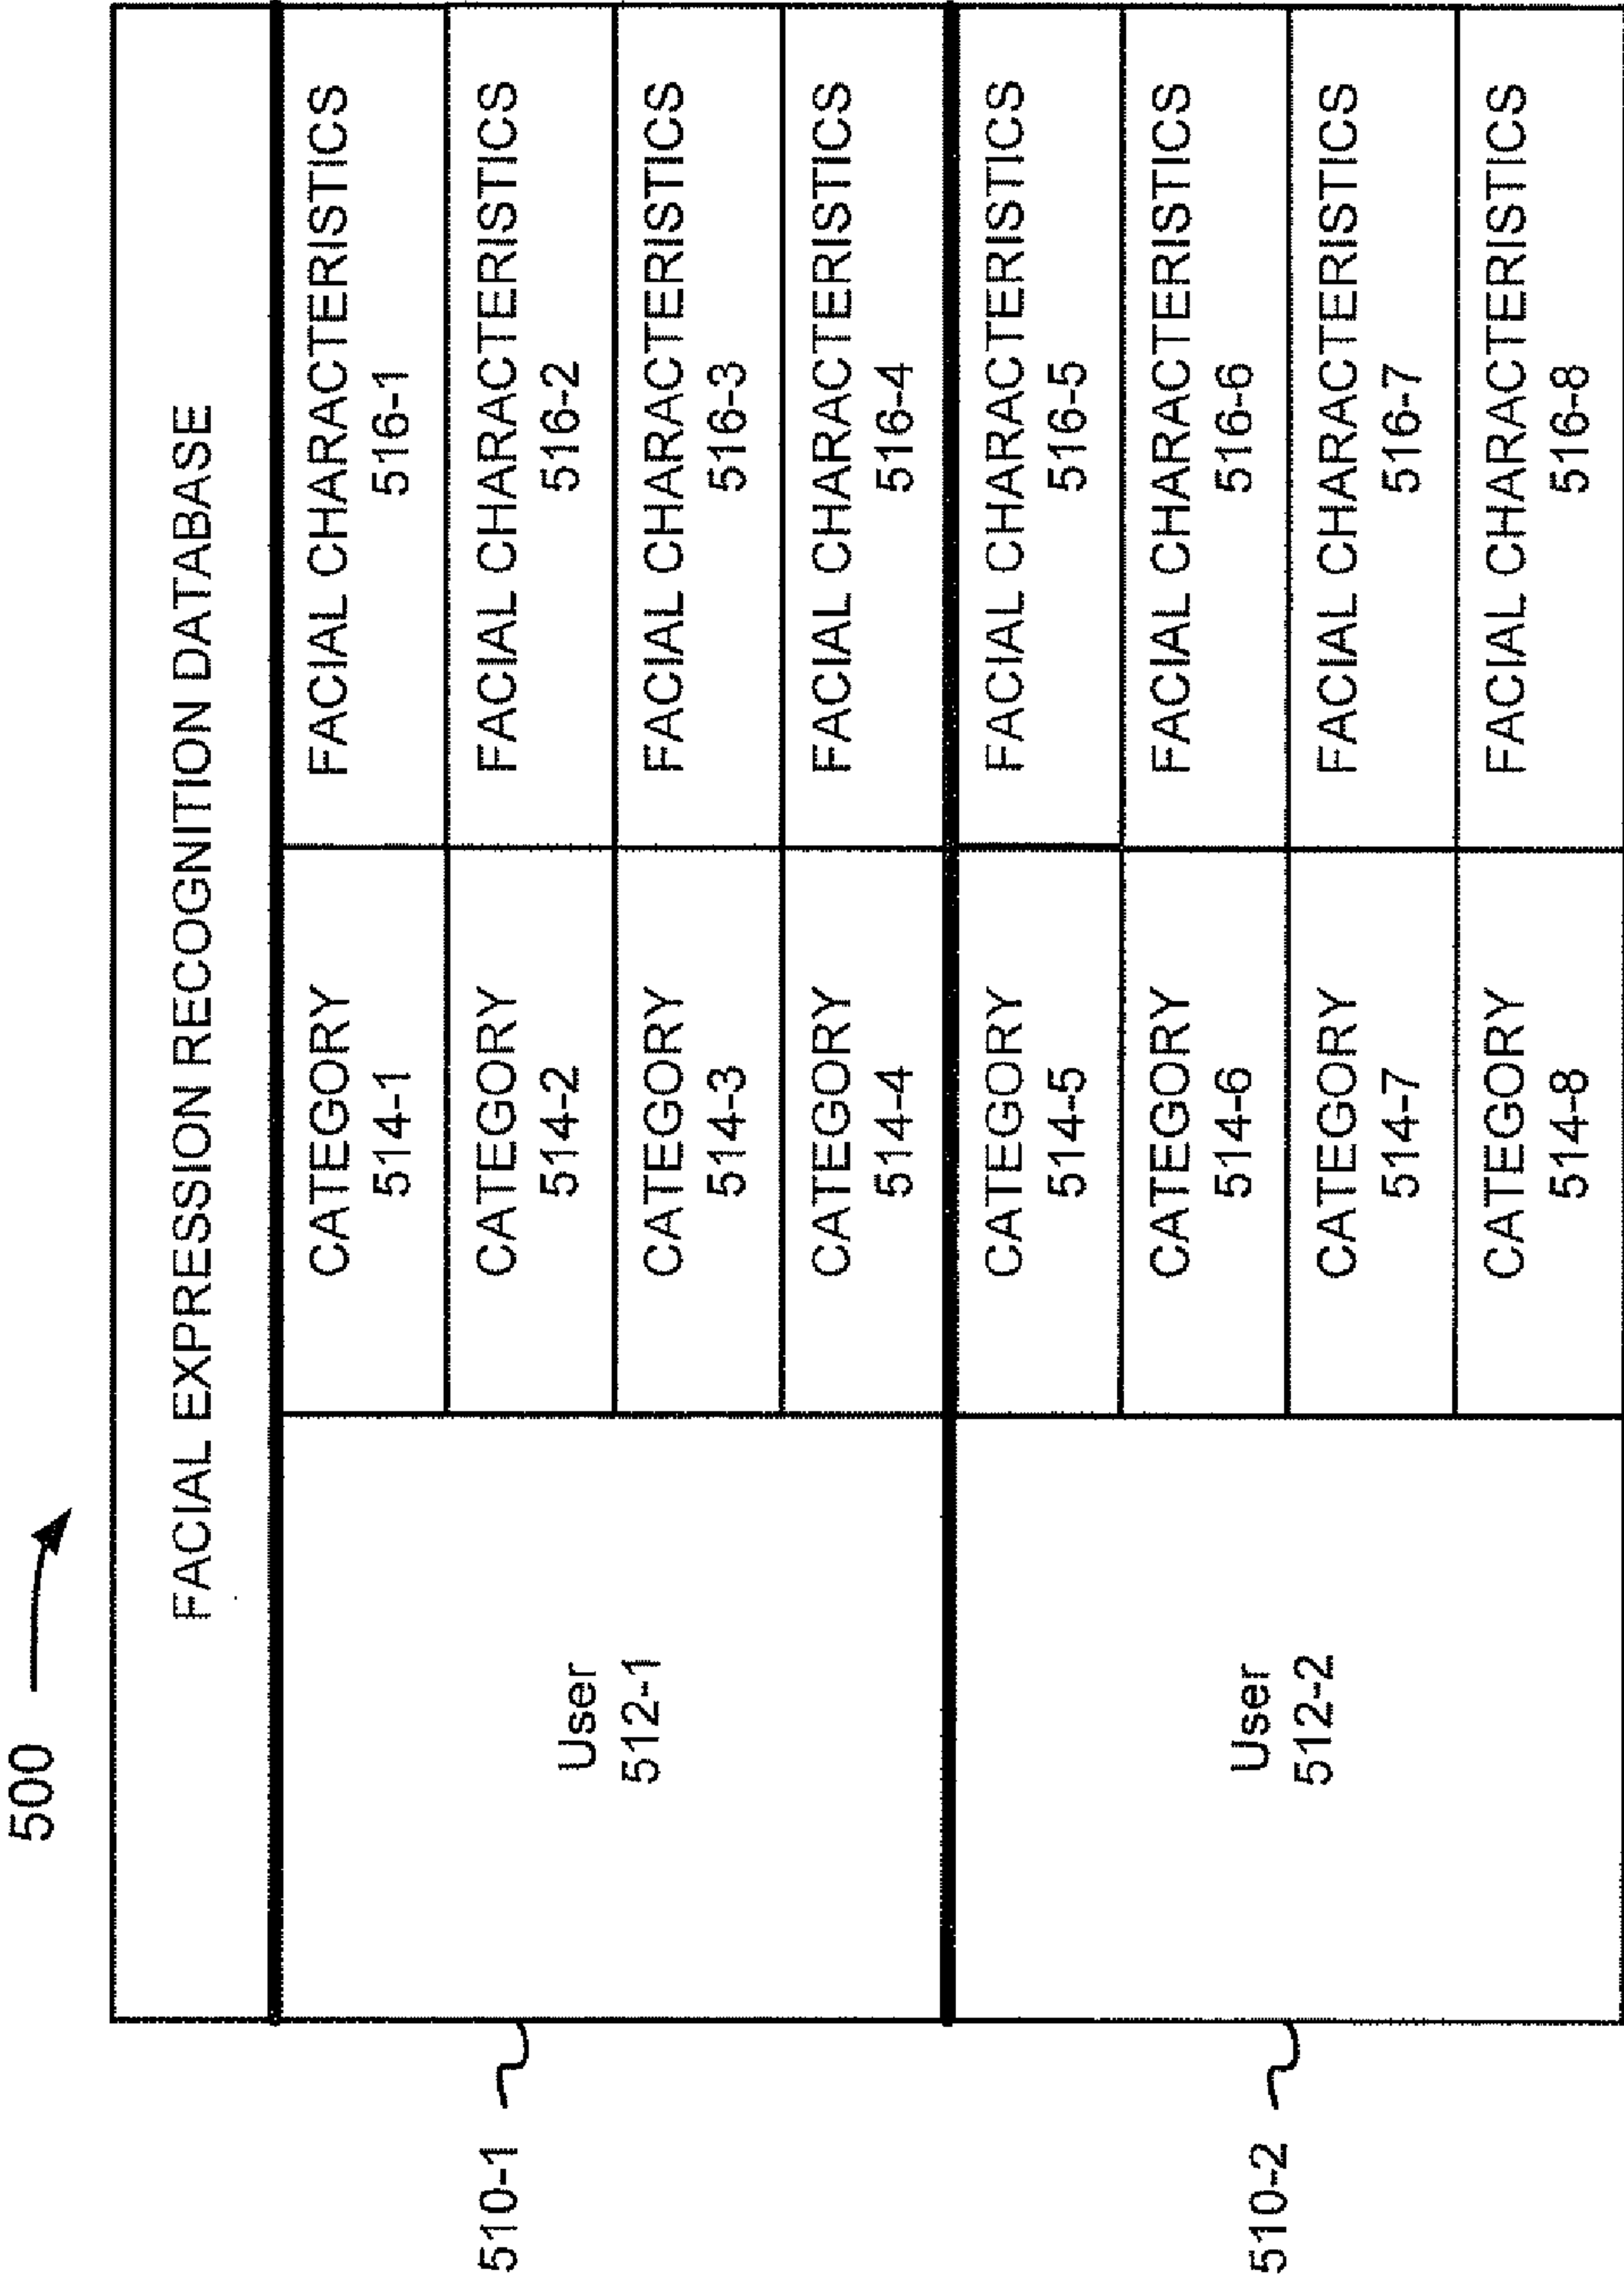 500
FACIAL EXPRESSION RECOGNITION DATABASE
510-1
User
512-1
CATEGORY
514-1
FACIAL CHARACTERISTICS
516-1
CATEGORY
514-2
FACIAL CHARACTERISTICS
516-2
CATEGORY
514-3
FACIAL CHARACTERISTICS
516-3
CATEGORY
514-4
FACIAL CHARACTERISTICS
516-4
510-2
User
512-2
CATEGORY
514-5
FACIAL CHARACTERISTICS
516-5
CATEGORY
514-6
FACIAL CHARACTERISTICS
516-6
CATEGORY
514-7
FACIAL CHARACTERISTICS
516-7
CATEGORY
514-8
FACIAL CHARACTERISTICS
516-8